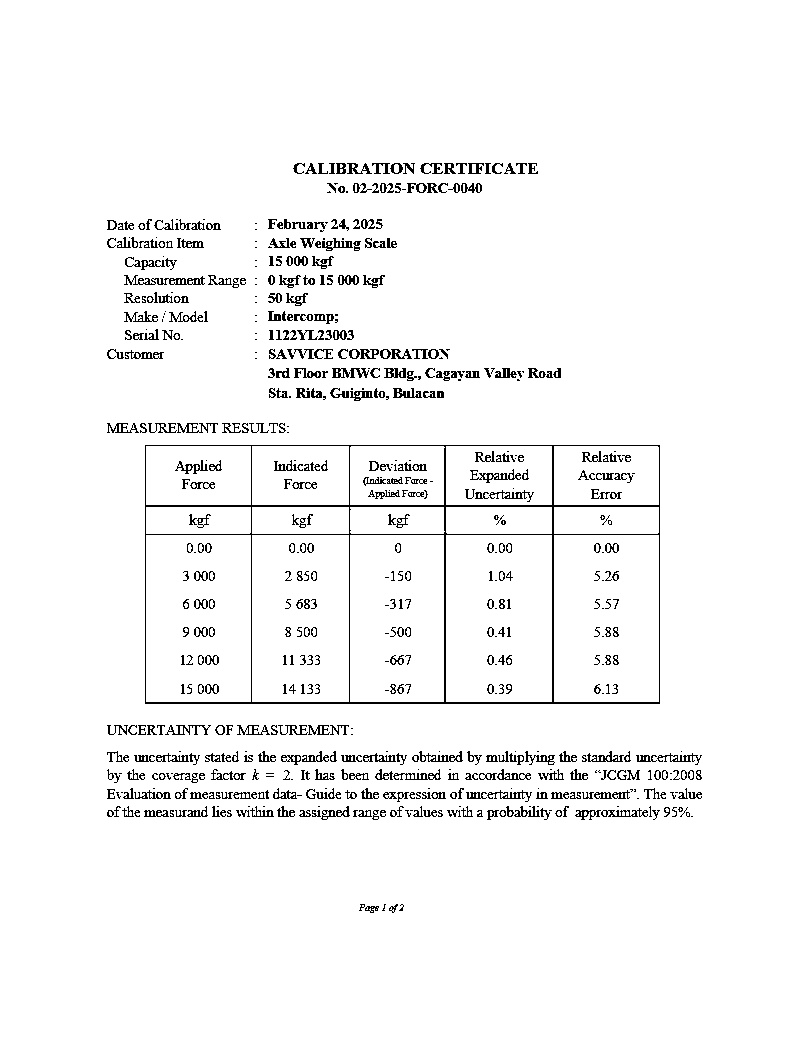 CALIBRATION CERTIFICATE
No. 02-2025-FORC-0040
Date of Calibration : February 24, 2025
Calibration Item : Axle Weighing Scale
Capacity : 15 000 kgf
Measurement Range : 0 kgf to 15 000 kgf
Resolution : 50 kgf
Make / Model : Intercomp;
Serial No. : 1122YL23003
Customer : SAVVICE CORPORATION
3rd Floor BMWC Bldg., Cagayan Valley Road
Sta. Rita, Guiginto, Bulacan
MEASUREMENT RESULTS:
Applied Force Indicated Force Deviation (Indicated Force - Applied Force) Relative Expanded Uncertainty Relative Accuracy Error
kgf kgf kgf % %
0.00 0.00 0 0.00 0.00
3 000 2 850 -150 1.04 5.26
6 000 5 683 -317 0.81 5.57
9 000 8 500 -500 0.41 5.88
12 000 11 333 -667 0.46 5.88
15 000 14 133 -867 0.39 6.13
UNCERTAINTY OF MEASUREMENT:
The uncertainty stated is the expanded uncertainty obtained by multiplying the standard uncertainty
by the coverage factor k = 2. It has been determined in accordance with the “JCGM 100:2008
Evaluation of measurement data- Guide to the expression of uncertainty in measurement”. The value
of the measurand lies within the assigned range of values with a probability of approximately 95%.
Page 1 of 2